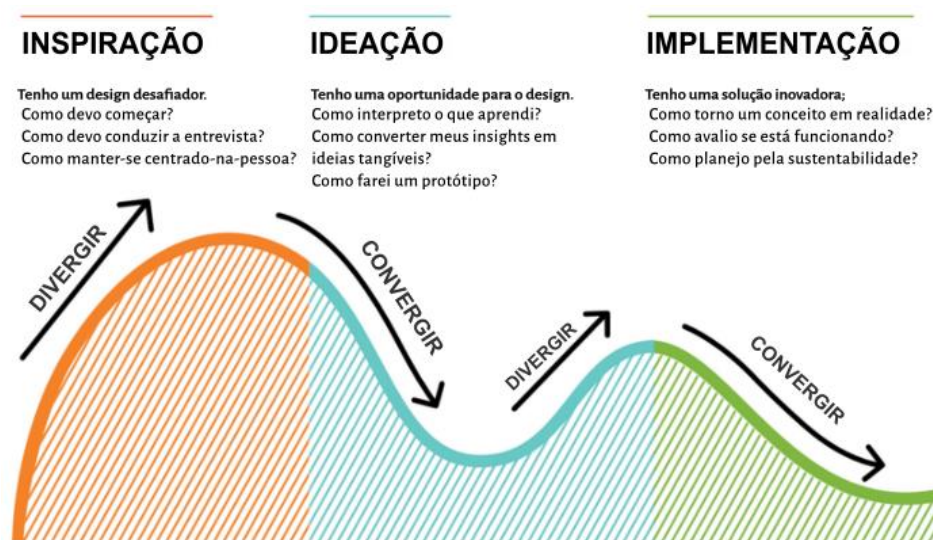 INSPIRAÇÃO
Tenho um design desafiador.
Como devo começar?
Como devo conduzir a entrevista?
Como manter-se centrado-na-pessoa?
IDEAÇÃO
Tenho uma oportunidade para o design.
Como interpreto o que aprendi?
Como converter meus insights em
ideias tangíveis?
Como farei um protótipo?
IMPLEMENTAÇÃO
Tenho uma solução inovadora;
Como torno um conceito em realidade?
Como avalio se está funcionando?
Como planejo pela sustentabilidade?
DIVERGIR
CONVERGIR
DIVERGIR
CONVERGIR